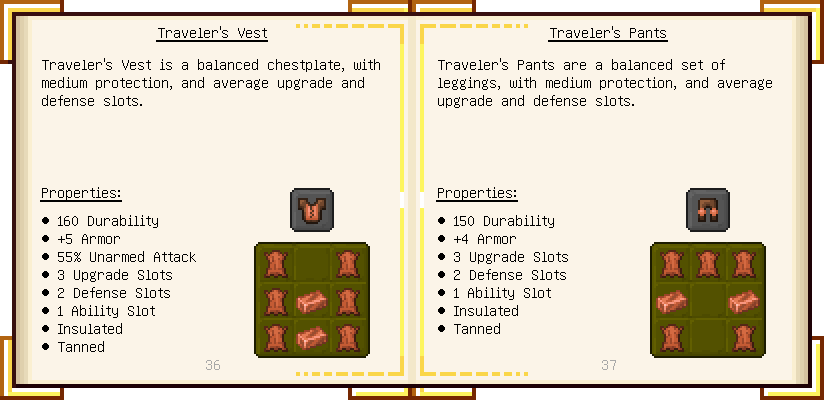 Traveler's Vest
Traveler's Vest is a balanced chestplate, with
medium protection, and average upgrade and
defense slots.
Properties:
• 160 Durability
• +5 Armor
• 55% Unarmed Attack
• 3 Upgrade Slots
• 2 Defense Slots
• 1 Ability Slot
• Insulated
• Tanned
36
Traveler's Pants
Traveler's Pants are a balanced set of
leggings, with medium protection, and average
upgrade and defense slots.
Properties:
• 150 Durability
• +4 Armor
• 3 Upgrade Slots
• 2 Defense Slots
• 1 Ability Slot
• Insulated
• Tanned
37